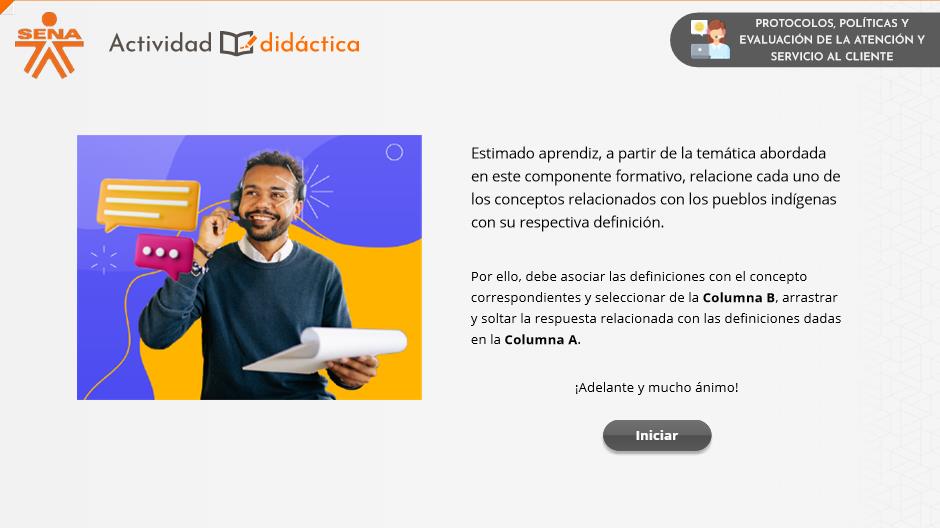 SENA
Actividad didáctica
PROTOCOLOS, POLÍTICAS Y
EVALUACIÓN DE LA ATENCIÓN Y
SERVICIO AL CLIENTE
Estimado aprendiz, a partir de la temática abordada
en este componente formativo, relacione cada uno de
los conceptos relacionados con los pueblos indígenas
con su respectiva definición.
Por ello, debe asociar las definiciones con el concepto
correspondientes y seleccionar de la Columna B, arrastrar
y soltar la respuesta relacionada con las definiciones dadas
en la Columna A.
¡Adelante y mucho ánimo!
Iniciar